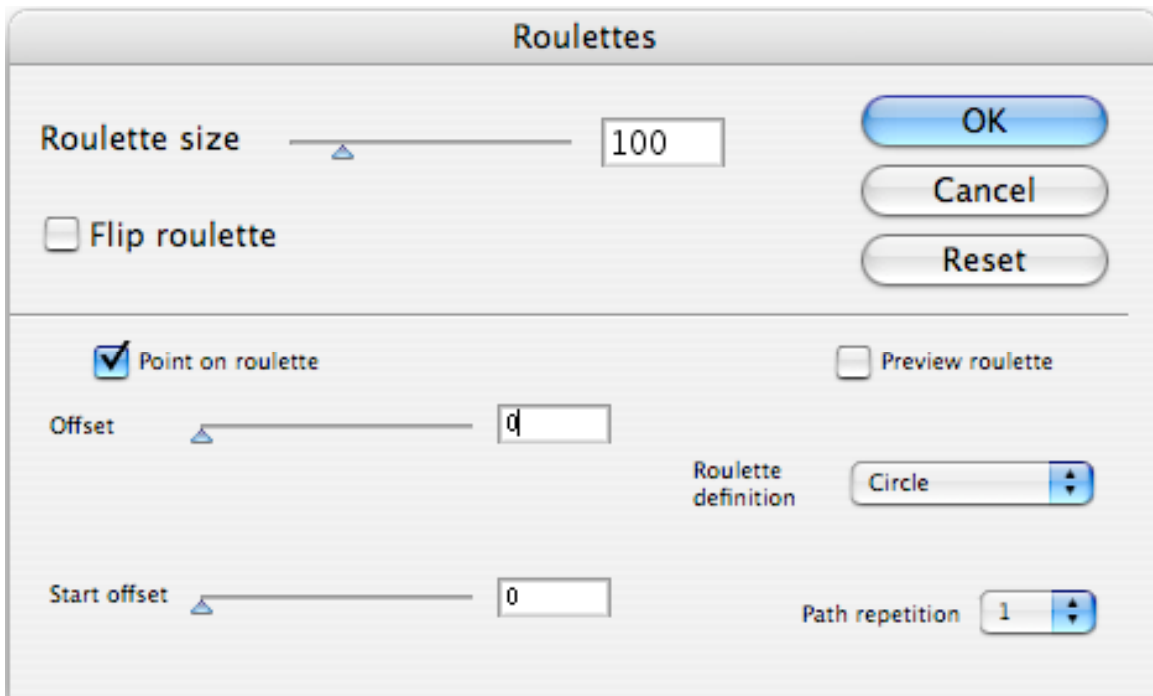 Roulettes
Roulette size
100
OK
Cancel
Flip roulette
Reset
Point on roulette
Preview roulette
Offset
0
Roulette
definition
Circle
Start offset
0
Path repetition
1